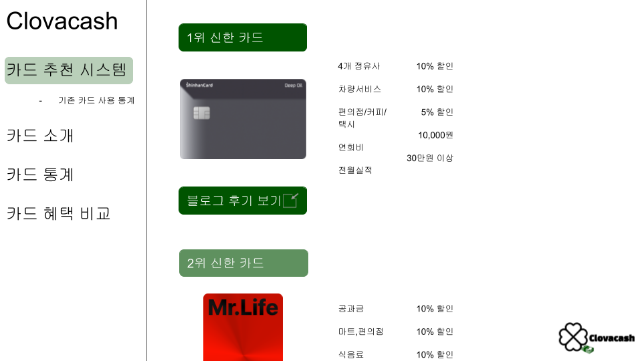 Clovacash
카드 추천 시스템
- 기존 카드 사용 통계
카드 소개
카드 통계
카드 혜택 비교
1위 신한 카드
ShinhanCard Deep Oil
4개 정유사 10% 할인
차량서비스 10% 할인
편의점/커피/ 5% 할인
택시
10,000원
연회비
30만원 이상
전월실적
블로그 후기 보기
2위 신한 카드
Mr.Life
공과금 10% 할인
마트,편의점 10% 할인
식음료 10% 할인
Clovacash